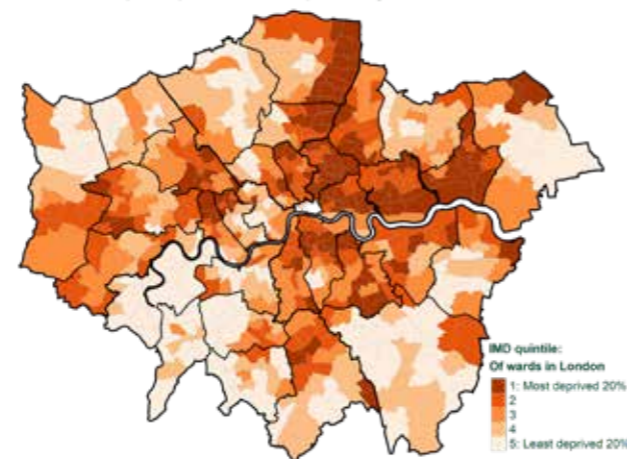 IMD quintile:
Of wards in London
1: Most deprived 20%
2
3
4
5: Least deprived 20%